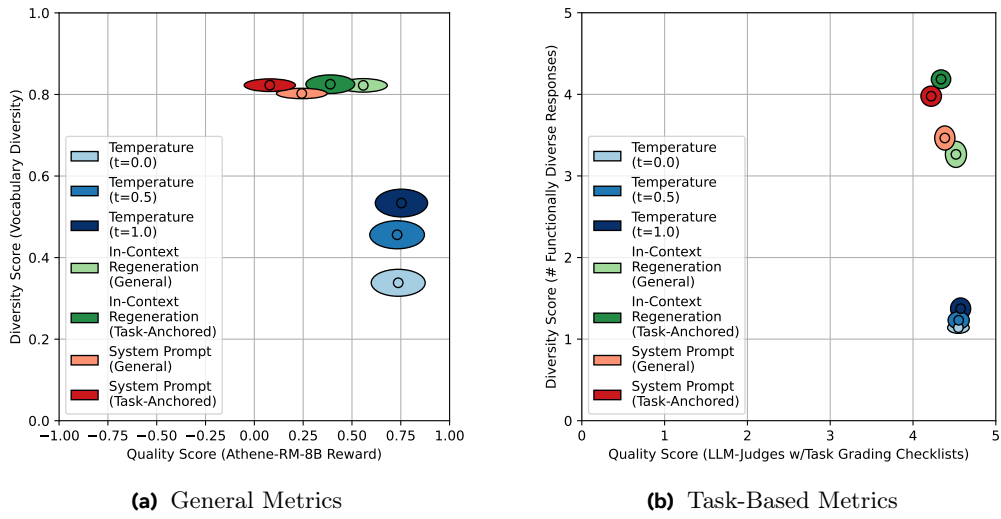 1.0
0.8
0.6
0.4
0.2
0.0
Diversity Score (Vocabulary Diversity)
Temperature
(t=0.0)
Temperature
(t=0.5)
Temperature
(t=1.0)
In-Context
Regeneration
(General)
In-Context
Regeneration
(Task-Anchored)
System Prompt
(General)
System Prompt
(Task-Anchored)
−1.00 −0.75 −0.50 −0.25 0.00 0.25 0.50 0.75 1.00
Quality Score (Athene-RM-8B Reward)
(a) General Metrics
5
4
3
2
1
0
Diversity Score (# Functionally Diverse Responses)
Temperature
(t=0.0)
Temperature
(t=0.5)
Temperature
(t=1.0)
In-Context
Regeneration
(General)
In-Context
Regeneration
(Task-Anchored)
System Prompt
(General)
System Prompt
(Task-Anchored)
0 1 2 3 4 5
Quality Score (LLM-Judges w/Task Grading Checklists)
(b) Task-Based Metrics